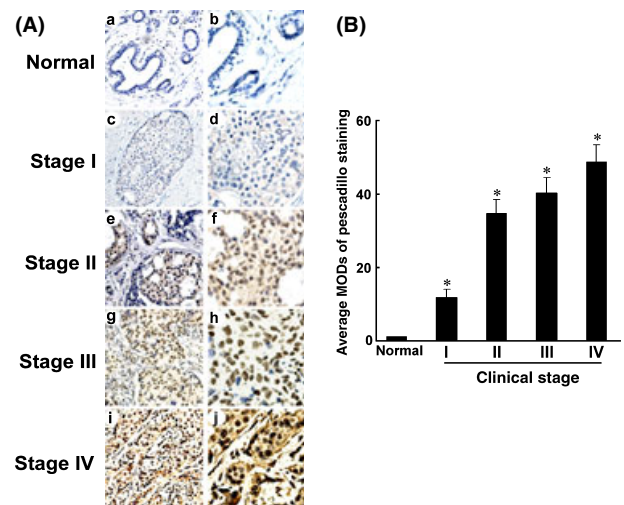 (A)
a
b
Normal
c
d
Stage I
e
f
Stage II
g
h
Stage III
i
j
Stage IV
(B)
Average MODs of pescadillo staining
60
40
20
0
*
*
*
*
Normal
I
II
III
IV
Clinical stage